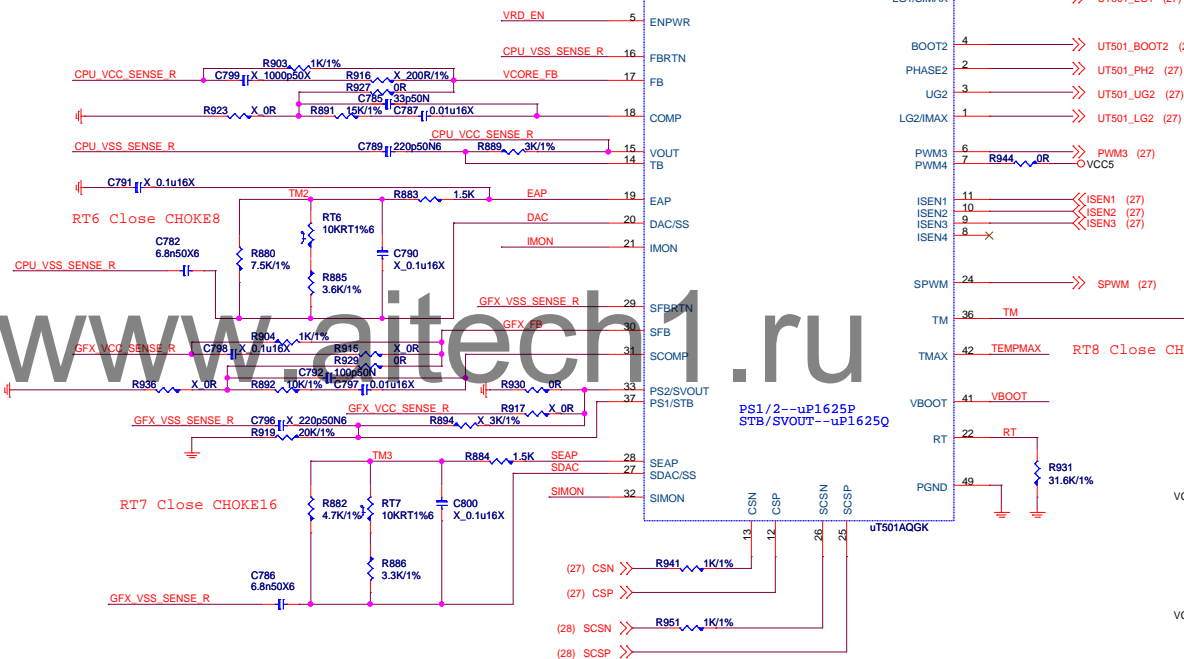 VRD_EN 5 ENPWR
CPU_VSS_SENSE_R 16 FBRTN
R903 1K/1%
CPU_VCC_SENSE_R C799 X_1000p50X R916 X_200R/1% VCORE_FB 17 FB
R927 0R
C785 33p50N
R923 X_0R R891 15K/1% C787 0.01u16X 18 COMP
CPU_VCC_SENSE_R
CPU_VSS_SENSE_R C789 220p50N6 R889 3K/1% 15 VOUT
14 TB
C791 X_0.1u16X
TM2 R883 1.5K EAP 19 EAP
RT6 Close CHOKE8
RT6
10KRT1%6
DAC 20 DAC/SS
IMON 21 IMON
C782
6.8n50X6
R880
7.5K/1%
C790
X_0.1u16X
CPU_VSS_SENSE_R
R885
3.6K/1%
GFX_VSS_SENSE_R 29 SFBRTN
GFX_FB 30 SFB
www.aitech1.ru
R904 1K/1%
GFX_VCC_SENSE_R C798 X_0.1u16X R915 X_0R 31 SCOMP
R929 0R
C792 100p50N
R936 X_0R R892 10K/1% C797 0.01u16X R930 0R 33 PS2/SVOUT
37 PS1/STB
GFX_VCC_SENSE_R R917 X_0R
GFX_VSS_SENSE_R C796 X_220p50N6 R894 X_3K/1%
R919 20K/1%
TM3 R884 1.5K SEAP 28 SEAP
SDAC 27 SDAC/SS
SIMON 32 SIMON
RT7 Close CHOKE16
R882
4.7K/1%
RT7
10KRT1%6
C800
X_0.1u16X
R886
3.3K/1%
C786
6.8n50X6
GFX_VSS_SENSE_R
BOOT2 4 UT501_BOOT2
PHASE2 2 UT501_PH2 (27)
UG2 3 UT501_UG2 (27)
LG2/IMAX 1 UT501_LG2 (27)
PWM3 6 PWM3 (27)
PWM4 7 R944 0R VCC5
ISEN1 11 ISEN1 (27)
ISEN2 10 ISEN2 (27)
ISEN3 9 ISEN3 (27)
ISEN4 8
SPWM 24 SPWM (27)
TM 36 TM
TMAX 42 TEMPMAX
RT8 Close
VBOOT 41 VBOOT
PS1/2--uP1625P
STB/SVOUT--uP1625Q
RT 22 RT
R931
31.6K/1%
PGND 49
CSN CSP SCSN SCSP
13 12 26 25
uT501AQGK
(27) CSN R941 1K/1%
(27) CSP
(28) SCSN R951 1K/1%
(28) SCSP